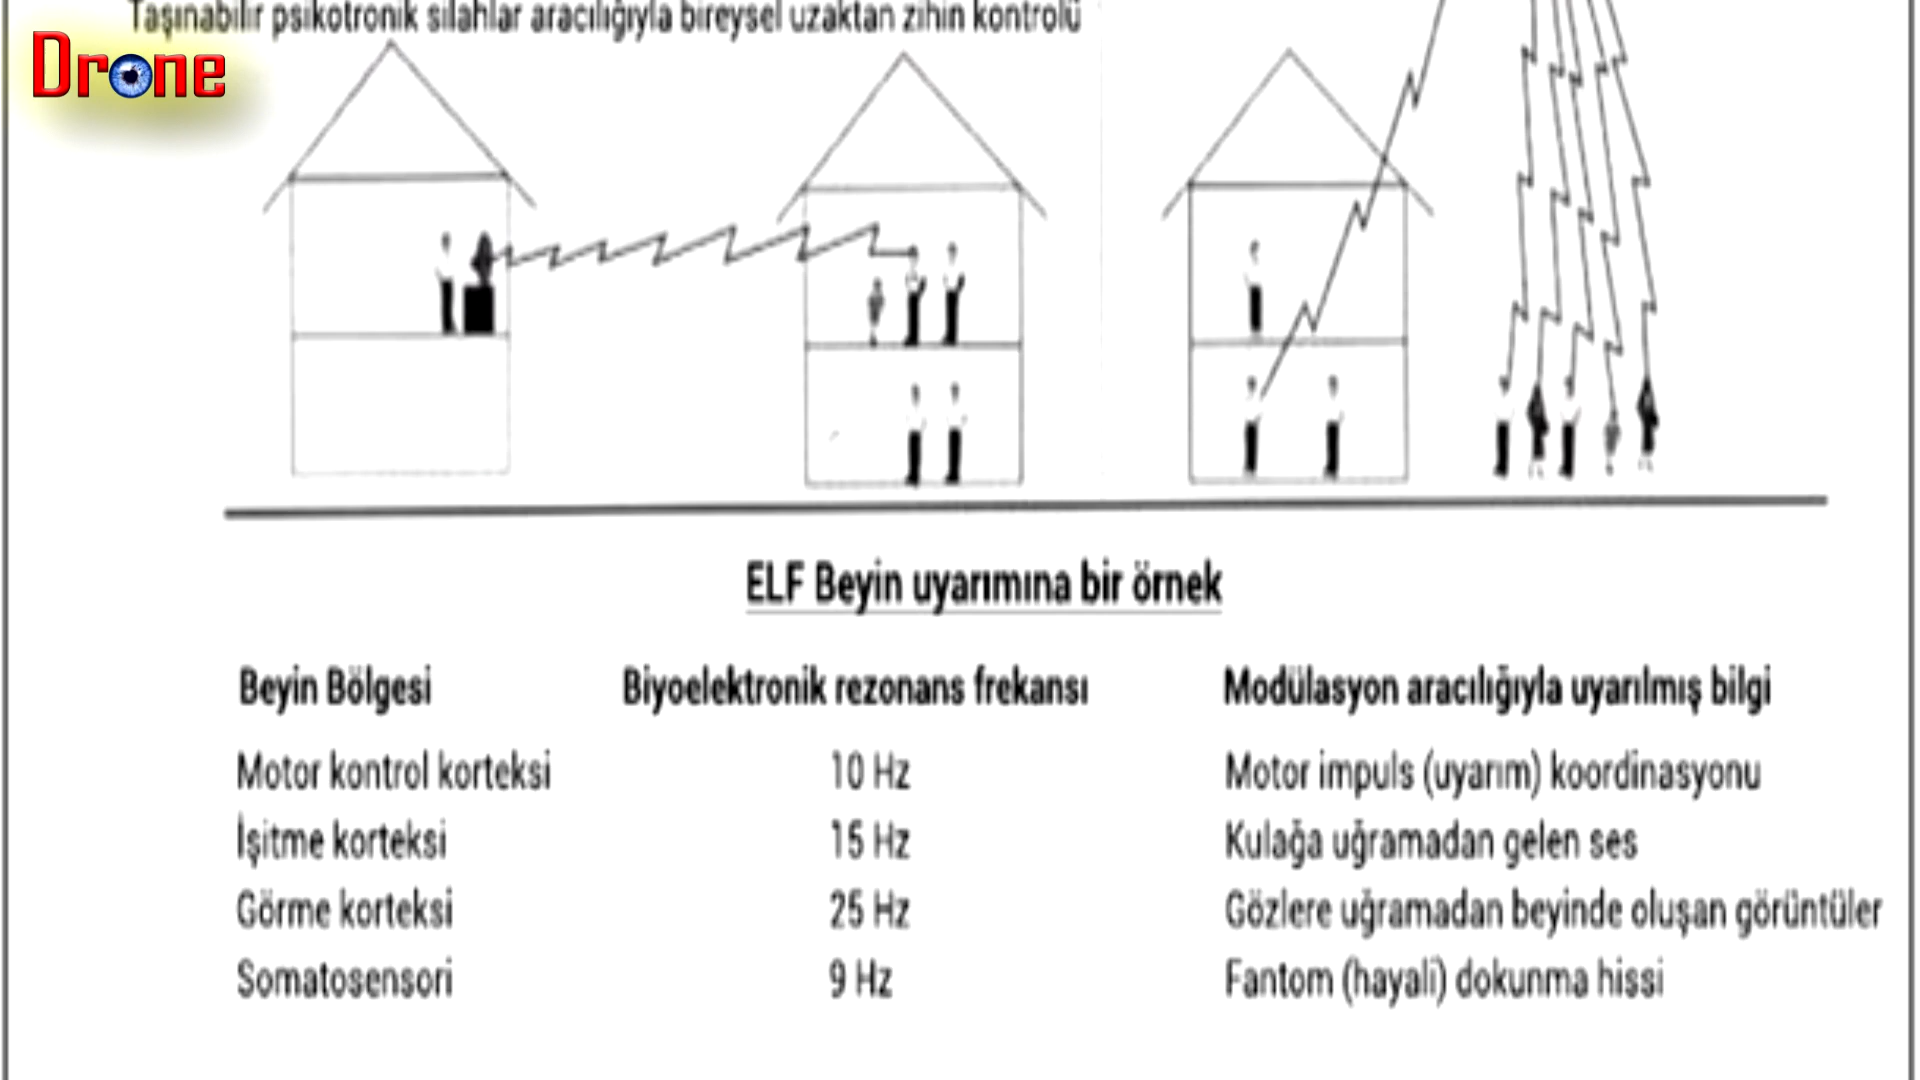 Taşınabilir psikotronik silahlar aracılığıyla bireysel uzaktan zihin kontrolü
Drone
ELF Beyin uyarımına bir örnek
Beyin Bölgesi Biyoelektronik rezonans frekansı Modülasyon aracılığıyla uyarılmış bilgi
Motor kontrol korteksi 10 Hz Motor impuls (uyarım) koordinasyonu
İşitme korteksi 15 Hz Kulağa uğramadan gelen ses
Görme korteksi 25 Hz Gözlere uğramadan beyinde oluşan görüntüler
Somatosensori 9 Hz Fantom (hayali) dokunma hissi